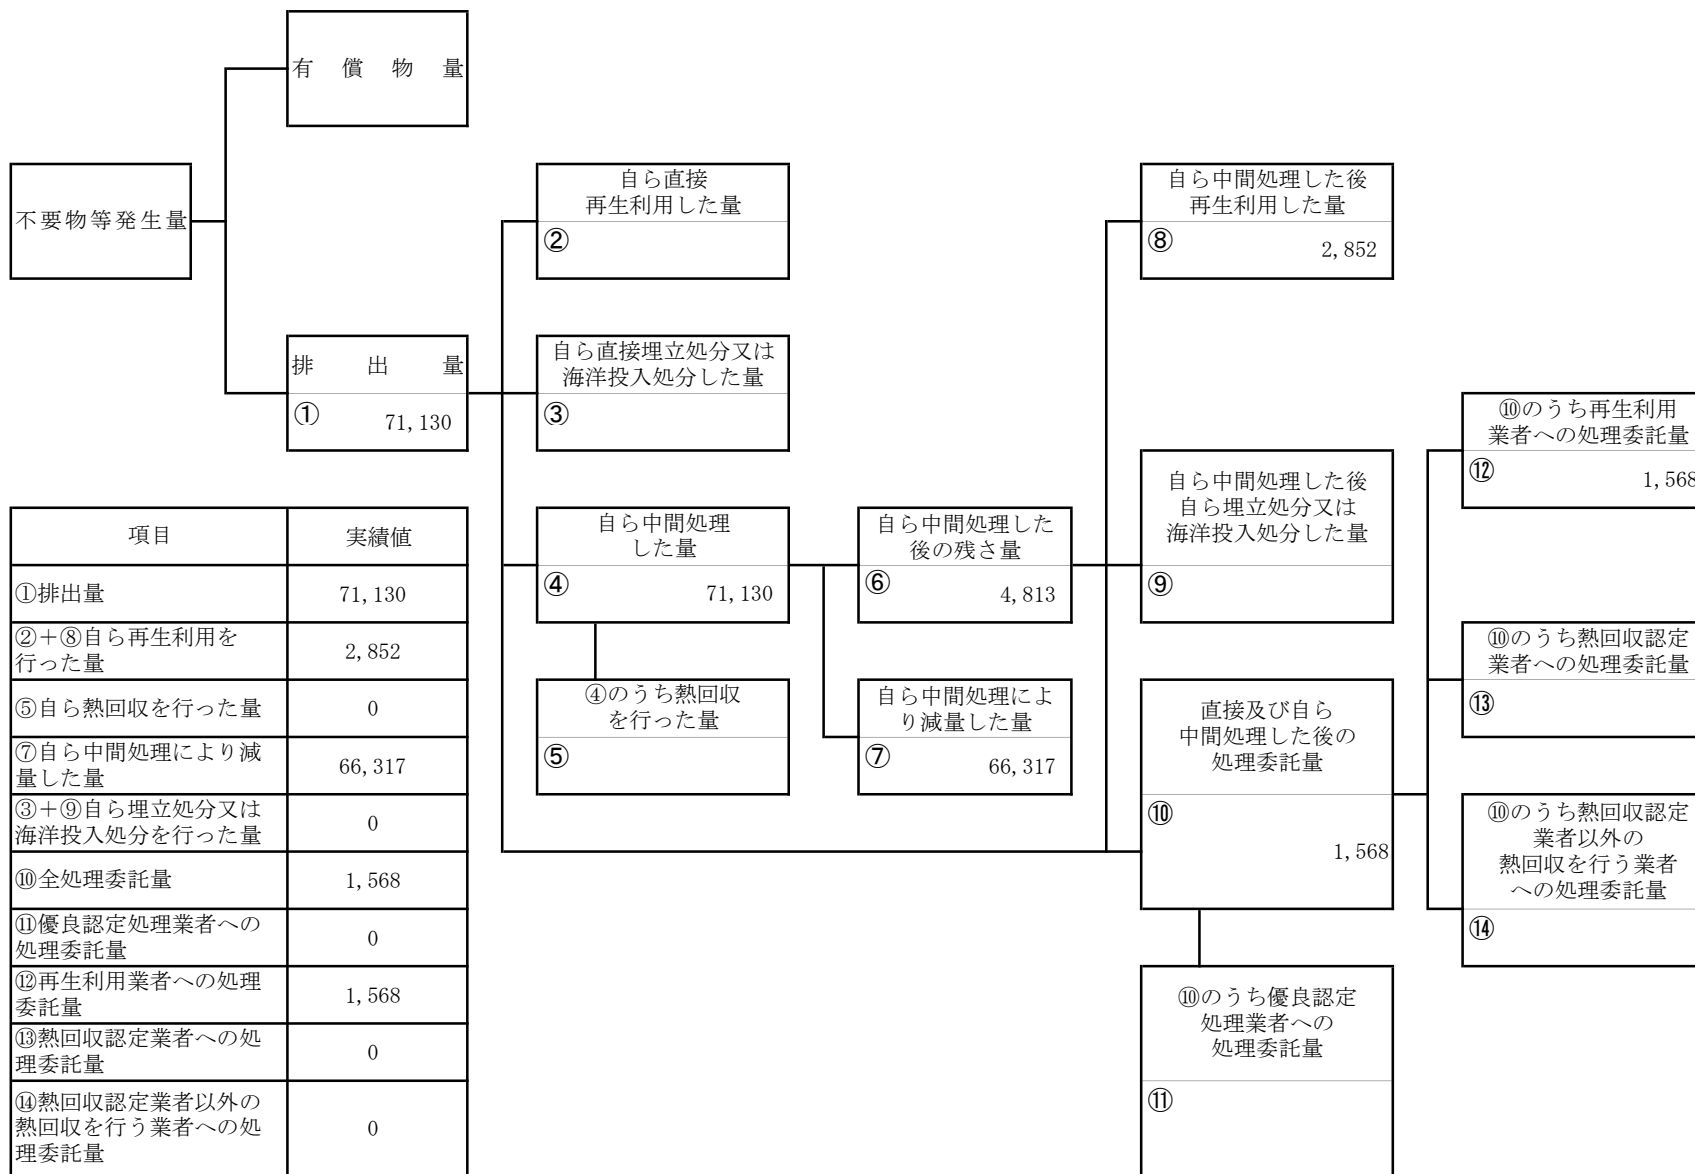 有償物量
不要物等発生量
排出量
① 71,130
自ら直接
再生利用した量
②
自ら直接埋立処分又は
海洋投入処分した量
③
自ら中間処理
した量
④ 71,130
④のうち熱回収
を行った量
⑤
自ら中間処理した
後の残さ量
⑥ 4,813
自ら中間処理によ
り減量した量
⑦ 66,317
自ら中間処理した後
再生利用した量
⑧ 2,852
自ら中間処理した後
自ら埋立処分又は
海洋投入処分した量
⑨
直接及び自ら
中間処理した後の
処理委託量
⑩
1,568
⑩のうち優良認定
処理業者への
処理委託量
⑪
⑩のうち再生利用
業者への処理委託量
⑫ 1,568
⑩のうち熱回収認定
業者への処理委託量
⑬
⑩のうち熱回収認定
業者以外の
熱回収を行う業者
への処理委託量
⑭
項目 実績値
①排出量 71,130
②＋⑧自ら再生利用を
行った量 2,852
⑤自ら熱回収を行った量 0
⑦自ら中間処理により減
量した量 66,317
③＋⑨自ら埋立処分又は
海洋投入処分を行った量 0
⑩全処理委託量 1,568
⑪優良認定処理業者への
処理委託量 0
⑫再生利用業者への処理
委託量 1,568
⑬熱回収認定業者への処
理委託量 0
⑭熱回収認定業者以外の
熱回収を行う業者への処
理委託量 0